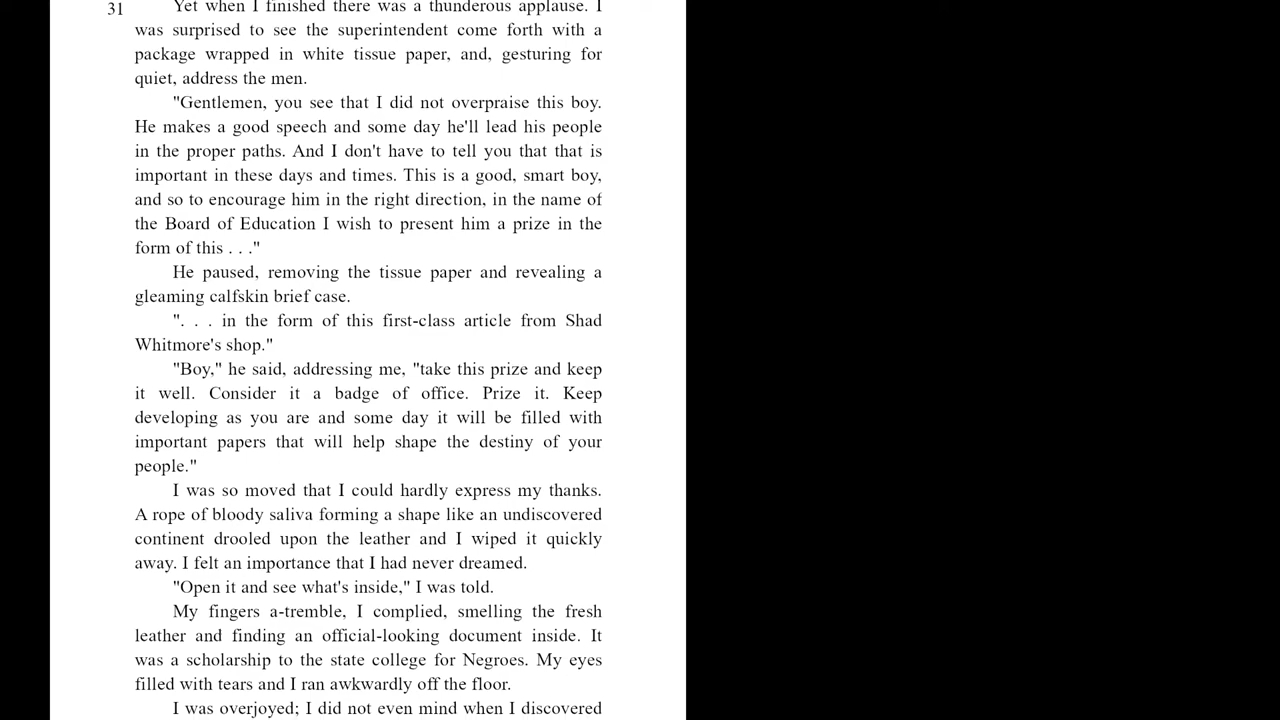 31
Yet when I finished there was a thunderous applause. I
was surprised to see the superintendent come forth with a
package wrapped in white tissue paper, and, gesturing for
quiet, address the men.
"Gentlemen, you see that I did not overpraise this boy.
He makes a good speech and some day he'll lead his people
in the proper paths. And I don't have to tell you that that is
important in these days and times. This is a good, smart boy,
and so to encourage him in the right direction, in the name of
the Board of Education I wish to present him a prize in the
form of this . . ."
He paused, removing the tissue paper and revealing a
gleaming calfskin brief case.
". . . in the form of this first-class article from Shad
Whitmore's shop."
"Boy," he said, addressing me, "take this prize and keep
it well. Consider it a badge of office. Prize it. Keep
developing as you are and some day it will be filled with
important papers that will help shape the destiny of your
people."
I was so moved that I could hardly express my thanks.
A rope of bloody saliva forming a shape like an undiscovered
continent drooled upon the leather and I wiped it quickly
away. I felt an importance that I had never dreamed.
"Open it and see what's inside," I was told.
My fingers a-tremble, I complied, smelling the fresh
leather and finding an official-looking document inside. It
was a scholarship to the state college for Negroes. My eyes
filled with tears and I ran awkwardly off the floor.
I was overjoyed; I did not even mind when I discovered